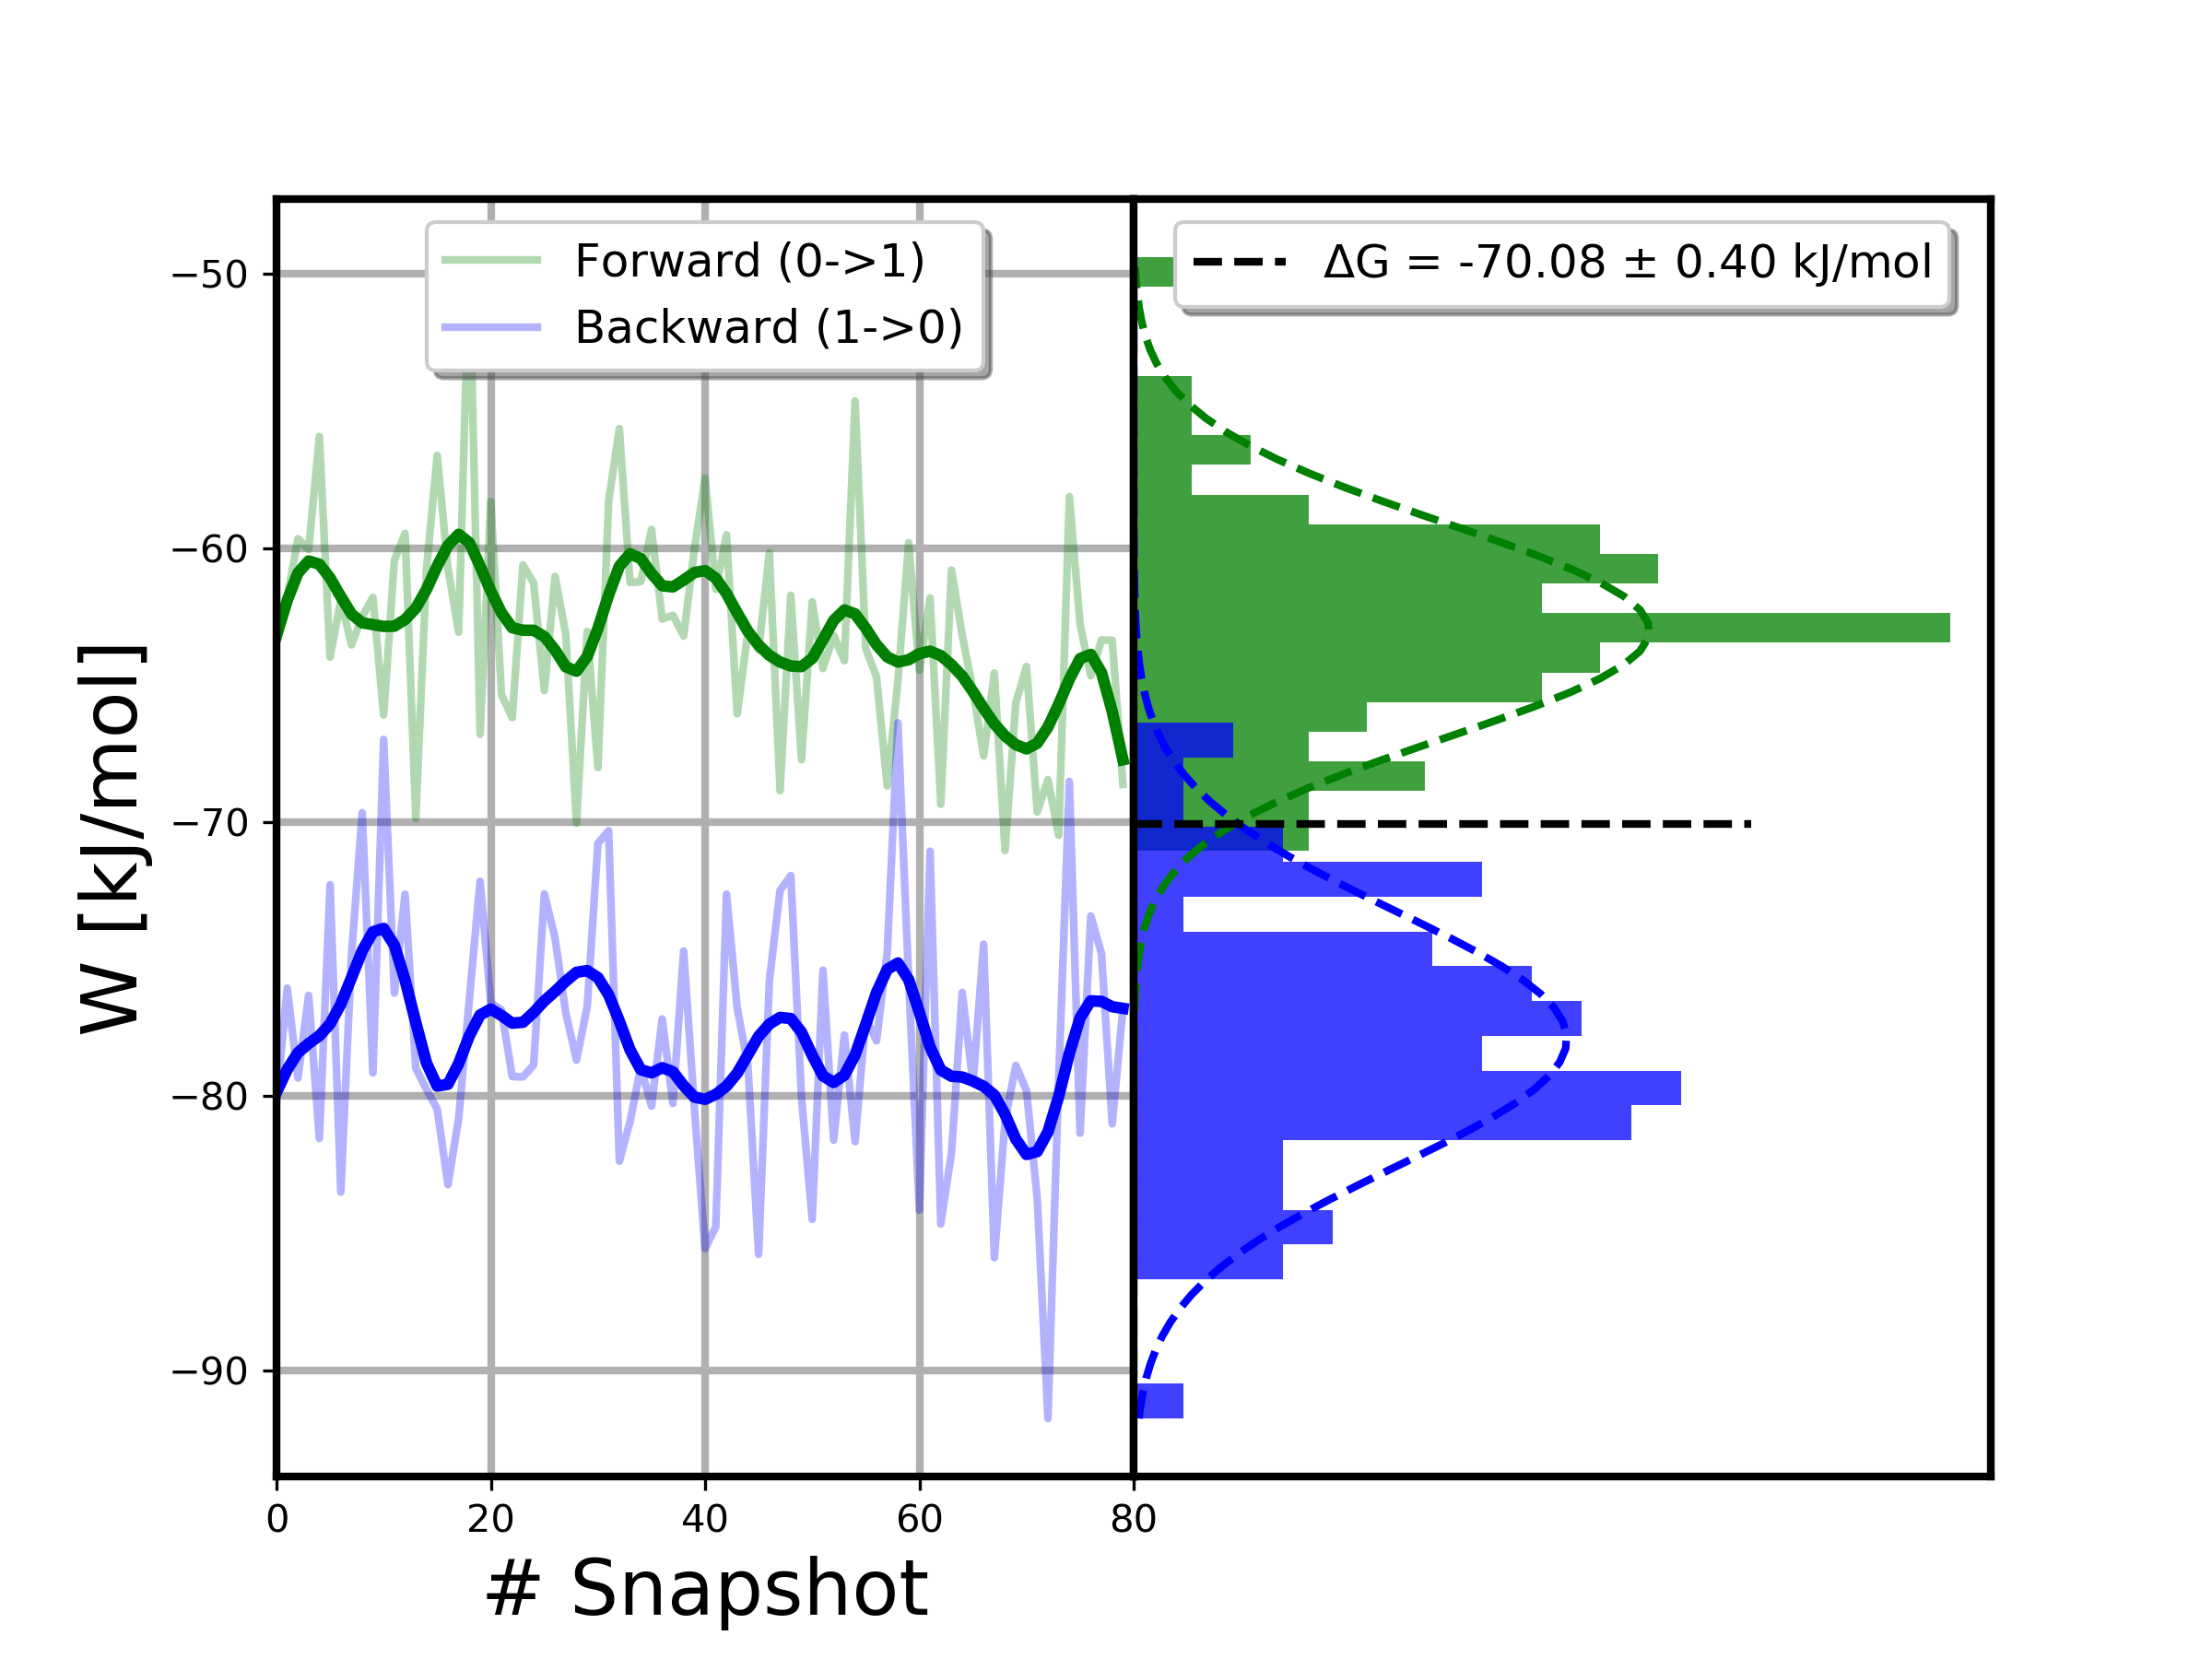 Forward (0->1)
Backward (1->0)
ΔG = -70.08 ± 0.40 kJ/mol
W [kJ/mol]
−50
−60
−70
−80
−90
0 20 40 60 80
# Snapshot